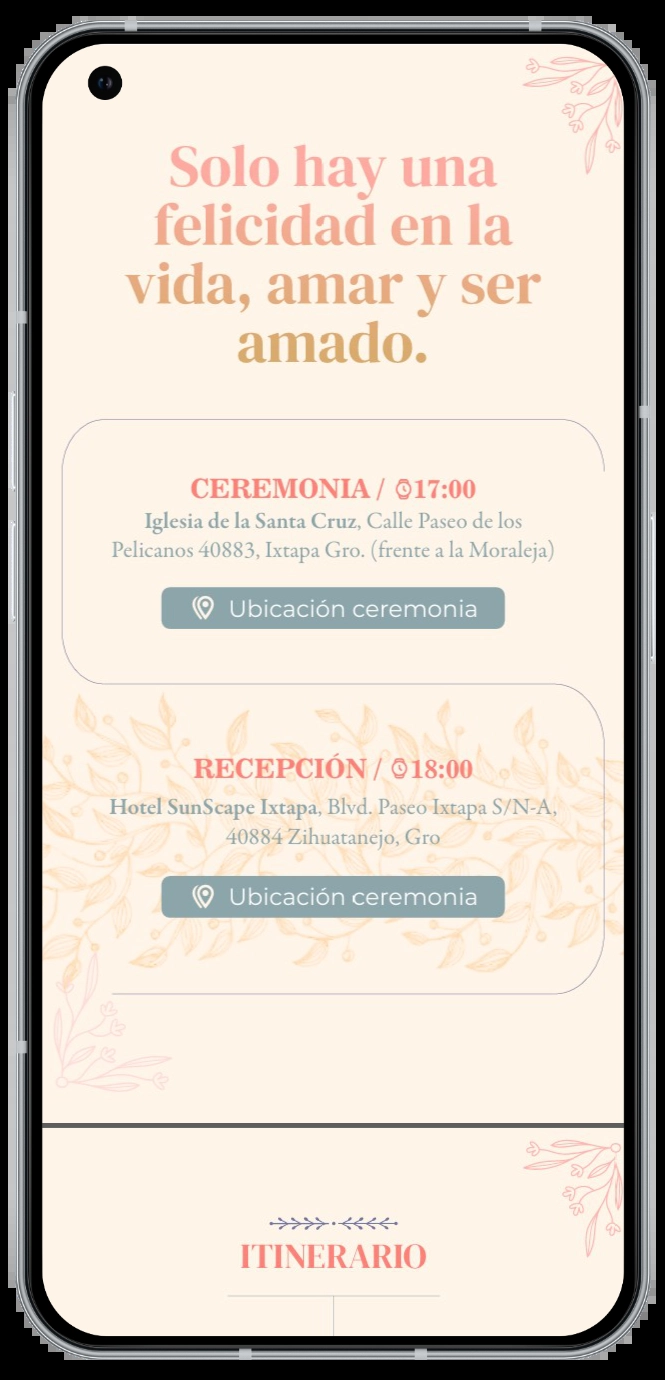 Solo hay una
felicidad en la
vida, amar y ser
amado.
CEREMONIA / 17:00
Iglesia de la Santa Cruz, Calle Paseo de los
Pelicanos 40883, Ixtapa Gro. (frente a la Moraleja)
Ubicación ceremonia
RECEPCIÓN / 18:00
Hotel SunScape Ixtapa, Blvd. Paseo Ixtapa S/N-A,
40884 Zihuatanejo, Gro
Ubicación ceremonia
ITINERARIO